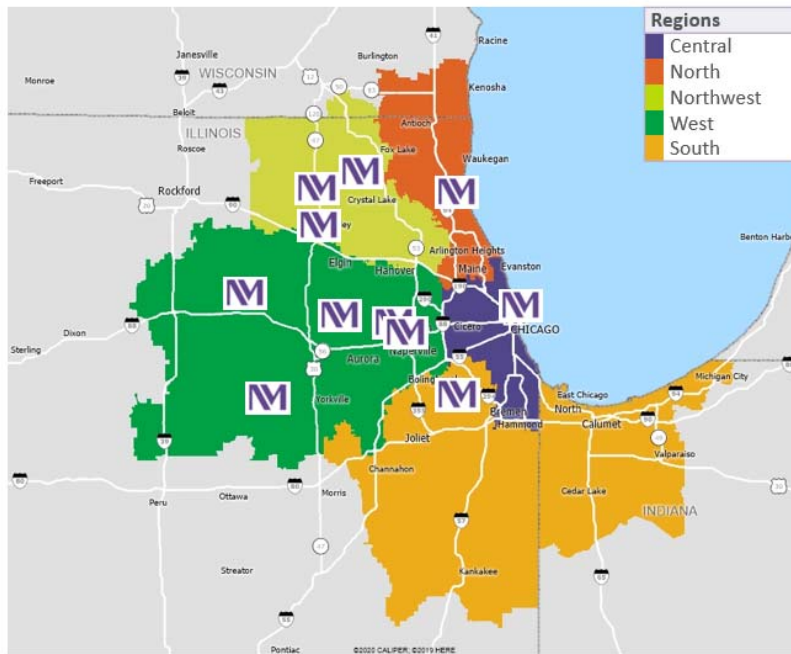 Regions
Central
North
Northwest
West
South
Racine
Janesville
Burlington
WISCONSIN
Monroe
Kenosha
Beloit
Antioch
ILLINOIS
Roscoe
Fox Lake
Waukegan
Freeport
Rockford
Crystal Lake
Arlington Heights
Benton Harbo
Elgin
Hanover
Maine
Evanston
Dixon
Cicero
CHICAGO
Sterling
Aurora
Naperville
Michigan City
Yorkville
East Chicago
Bremen
North
Hammond
Calumet
Joliet
Valparaiso
Channahon
Peru
Ottawa
Morris
Cedar Lake
INDIANA
Streator
Kankakee
Pontiac
©2020 CALIPER; ©2019 HERE
NM